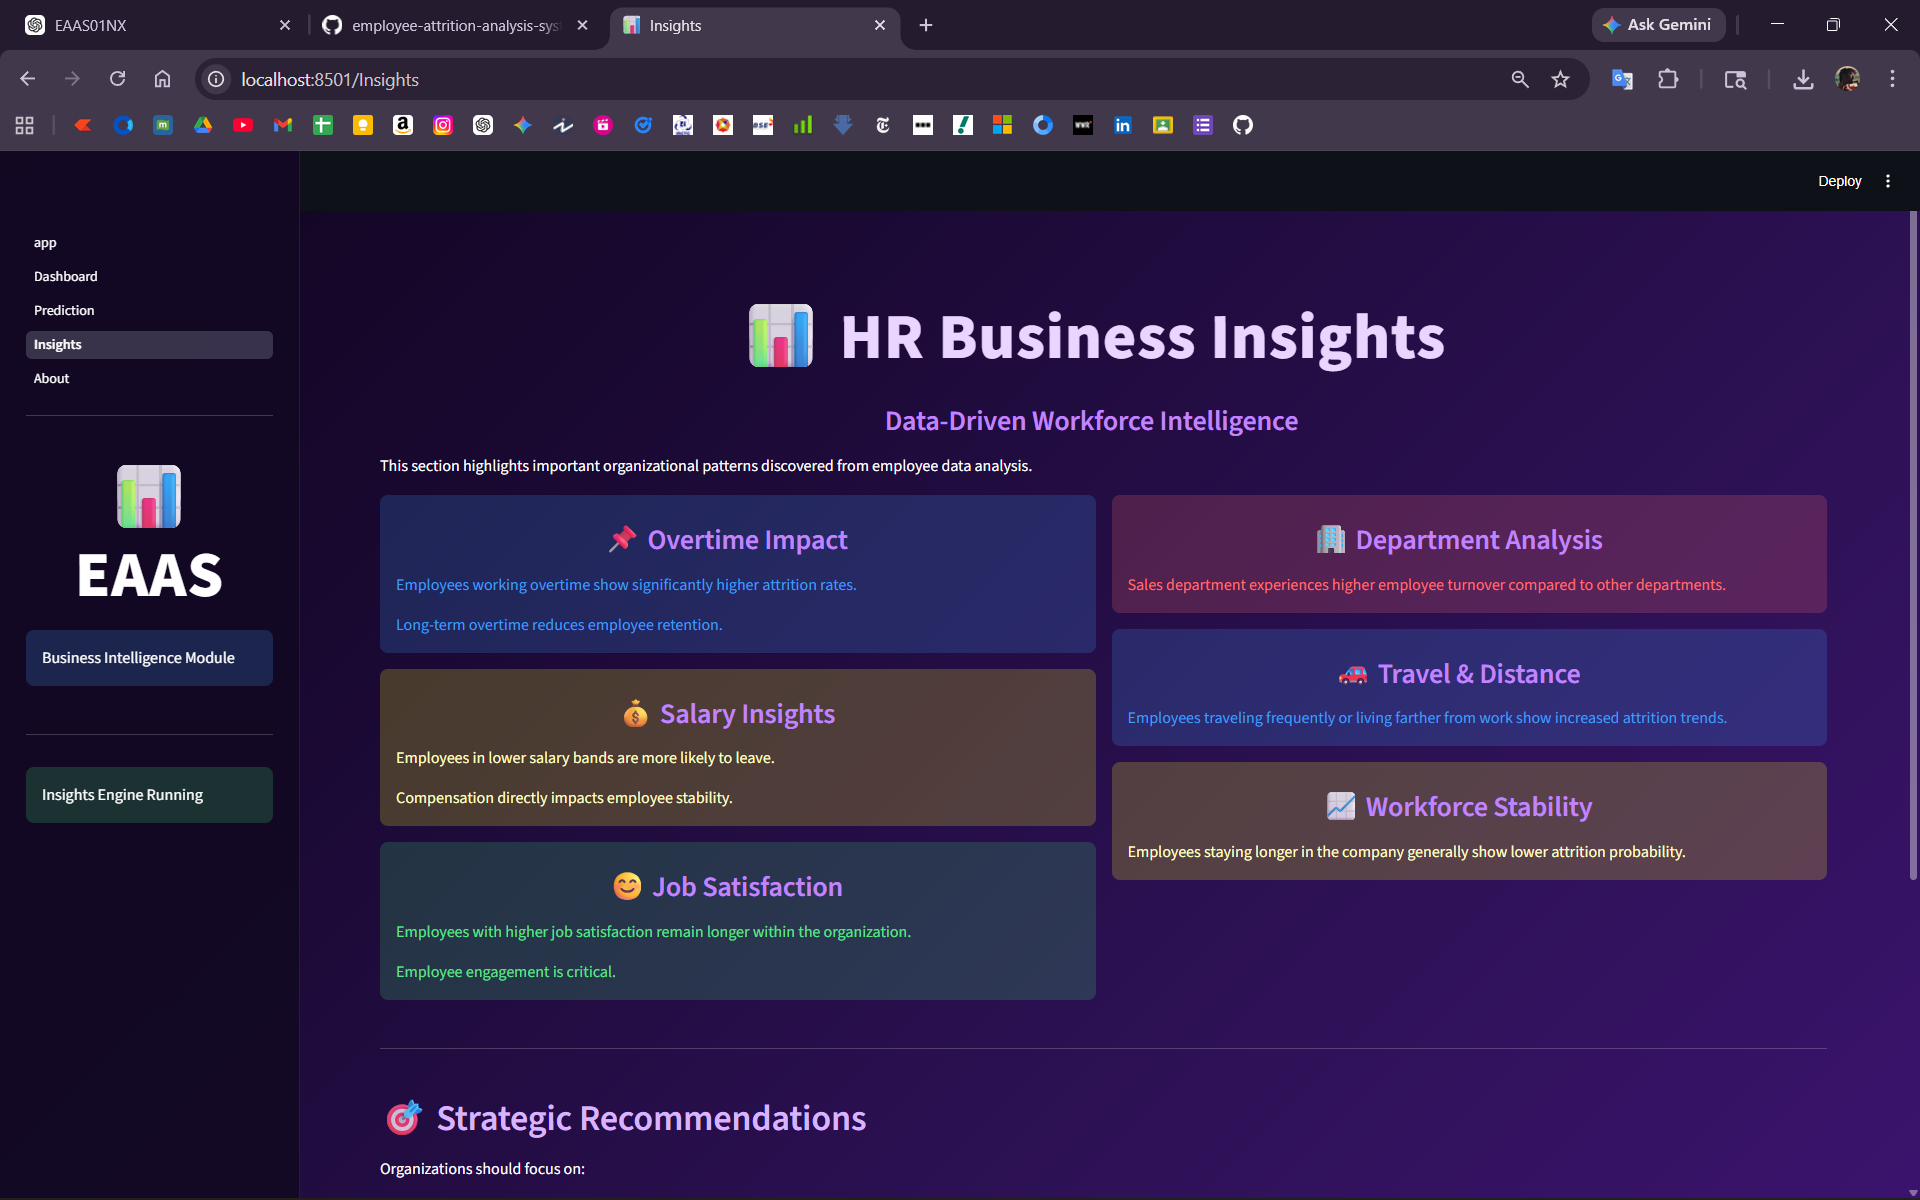 EAAS01NX
employee-attrition-analysis-sys
Insights
Ask Gemini
localhost:8501/Insights
Deploy
app
Dashboard
Prediction
Insights
About
EAAS
Business Intelligence Module
Insights Engine Running
HR Business Insights
Data-Driven Workforce Intelligence
This section highlights important organizational patterns discovered from employee data analysis.
Overtime Impact
Employees working overtime show significantly higher attrition rates.
Long-term overtime reduces employee retention.
Salary Insights
Employees in lower salary bands are more likely to leave.
Compensation directly impacts employee stability.
Job Satisfaction
Employees with higher job satisfaction remain longer within the organization.
Employee engagement is critical.
Department Analysis
Sales department experiences higher employee turnover compared to other departments.
Travel & Distance
Employees traveling frequently or living farther from work show increased attrition trends.
Workforce Stability
Employees staying longer in the company generally show lower attrition probability.
Strategic Recommendations
Organizations should focus on: